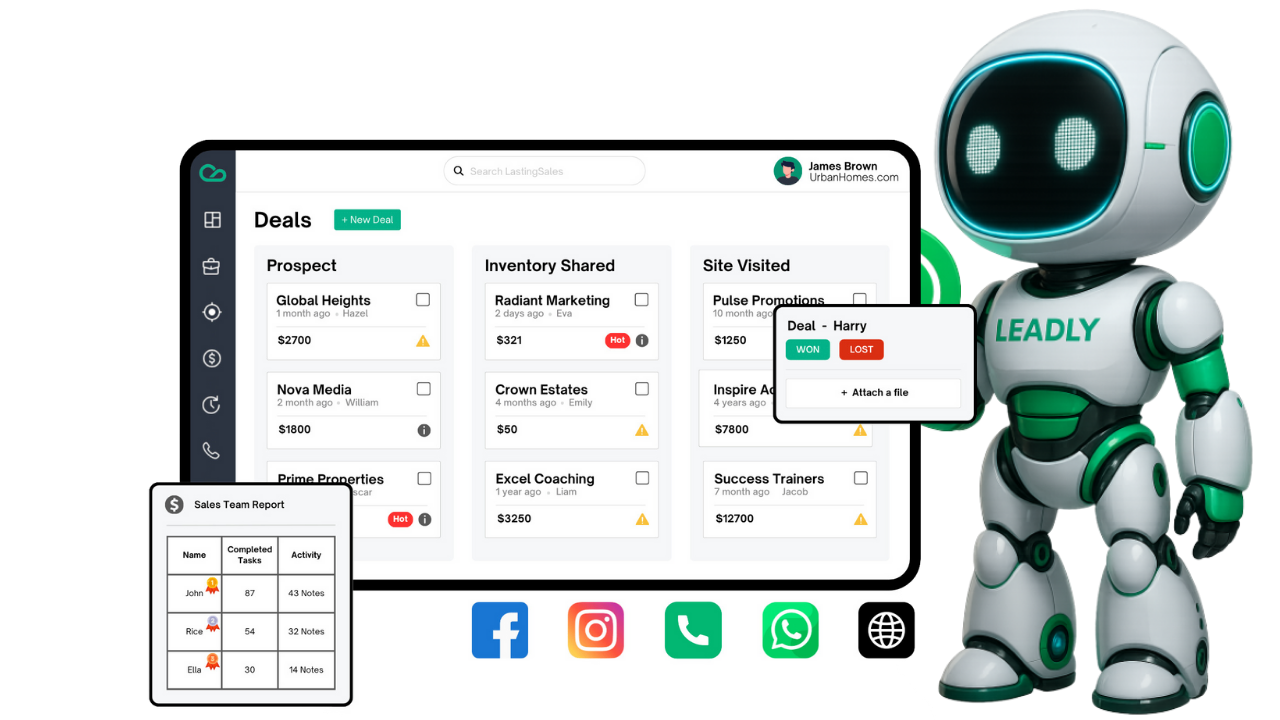 Search LastingSales
James Brown
UrbanHomes.com
Deals
+ New Deal
Prospect
Global Heights
1 month ago • Hazel
$2700
Nova Media
2 month ago • William
$1800
Prime Properties
Hot
Inventory Shared
Radiant Marketing
2 days ago • Eva
$321
Hot
Crown Estates
4 months ago • Emily
$50
Excel Coaching
1 year ago • Liam
$3250
Site Visited
Pulse Promotions
10 month ago
$1250
Inspire
4 years ago
$7800
Success Trainers
7 month ago Jacob
$12700
Deal - Harry
WON LOST
+ Attach a file
Sales Team Report
Name Completed Tasks Activity
John 1 87 43 Notes
Rice 2 54 32 Notes
Ella 3 30 14 Notes
LEADLY